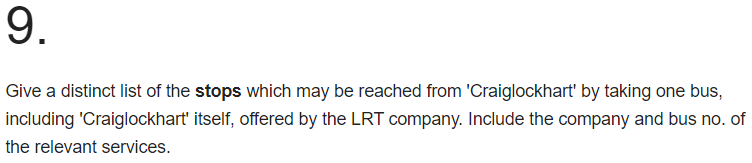 9.
Give a distinct list of the stops which may be reached from 'Craiglockhart' by taking one bus,
including 'Craiglockhart' itself, offered by the LRT company. Include the company and bus no. of
the relevant services.